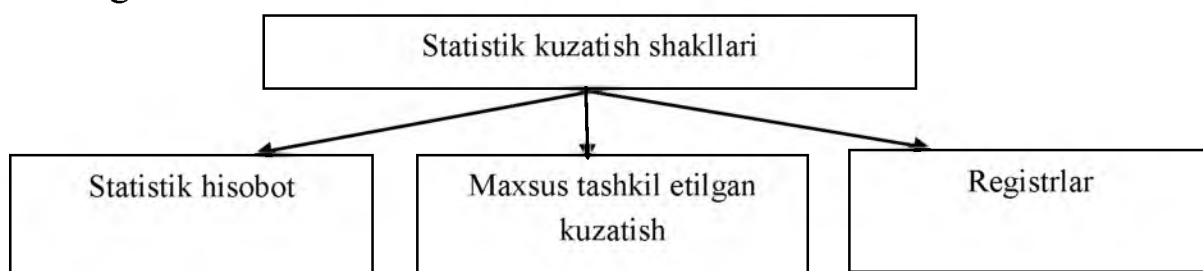 Statistik kuzatish shakllari
Statistik hisobot
Maxsus tashkil etilgan
kuzatish
Registrlar